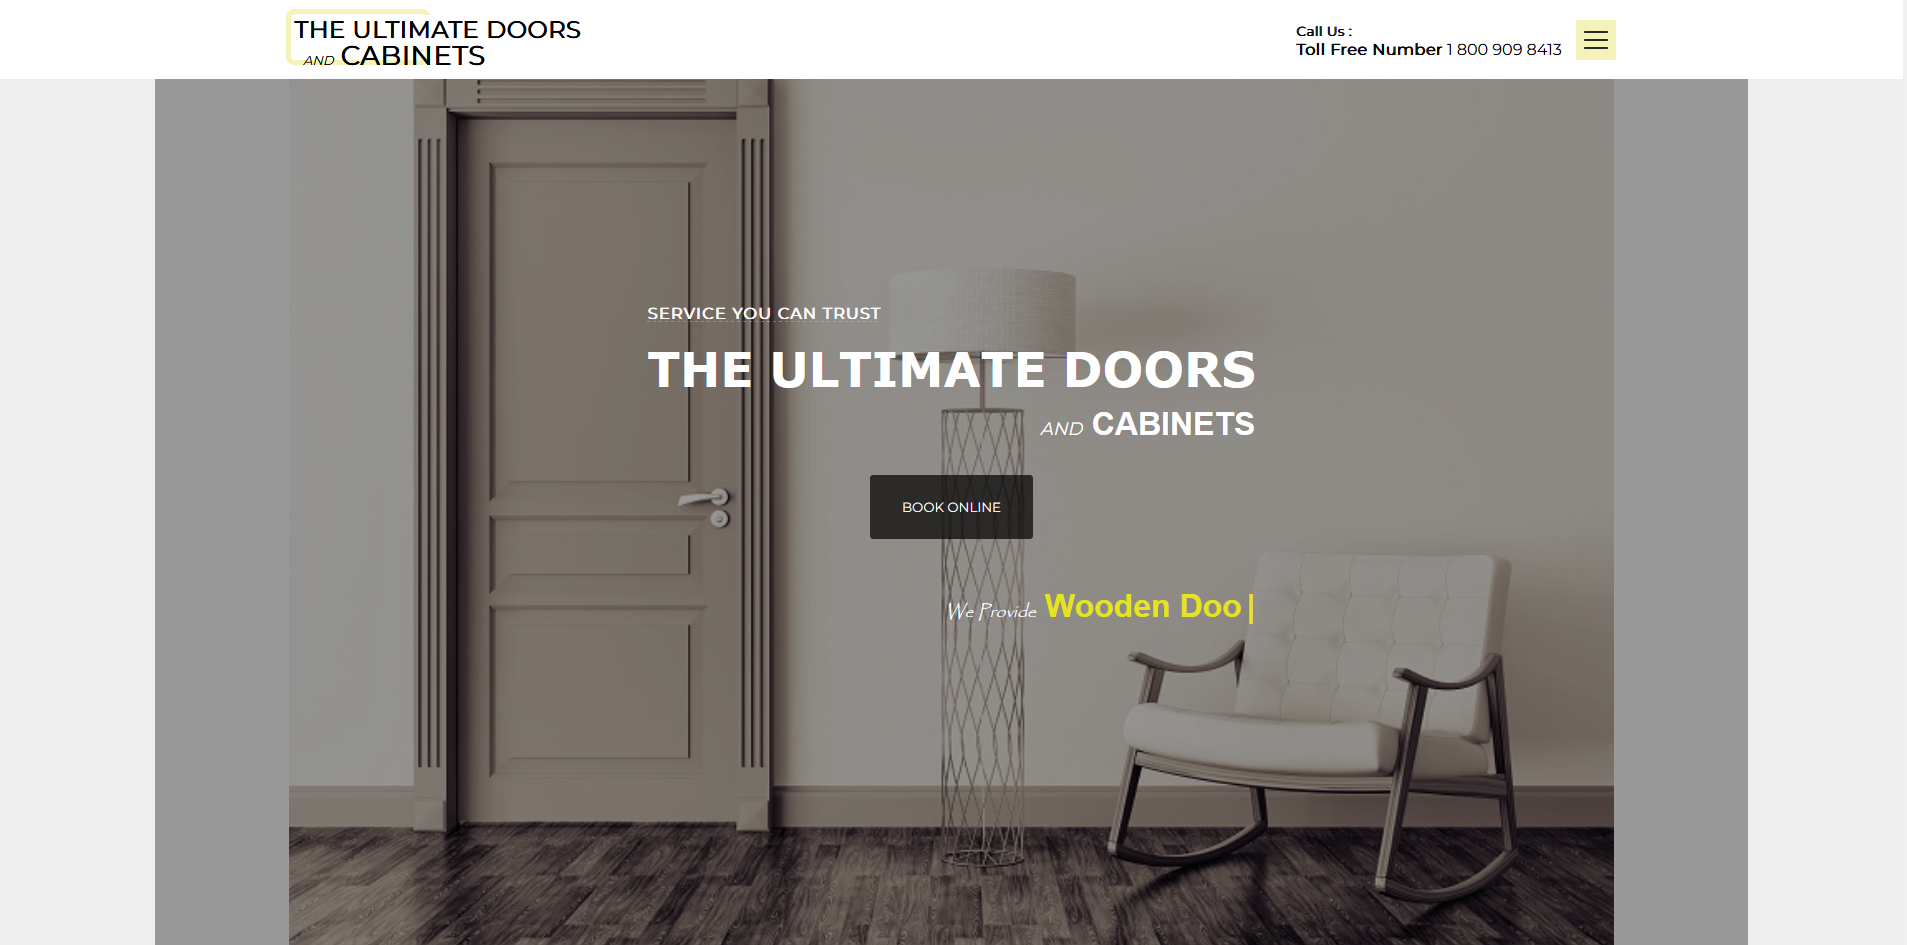 THE ULTIMATE DOORS
AND CABINETS
Call Us :
Toll Free Number 1 800 909 8413
SERVICE YOU CAN TRUST
THE ULTIMATE DOORS
AND CABINETS
BOOK ONLINE
We Provide Wooden Doo